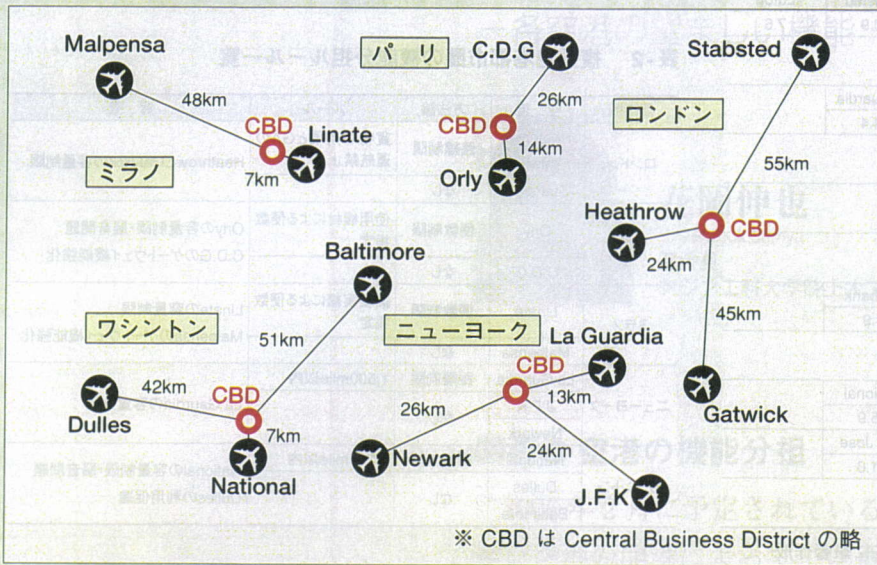 Malpensa
48km
CBD
Linate
7km
ミラノ
パリ
C.D.G
26km
CBD
14km
Orly
Stabsted
ロンドン
55km
Heathrow
CBD
24km
45km
Gatwick
Baltimore
ワシントン
51km
42km
CBD
Dulles
7km
National
ニューヨーク
La Guardia
CBD
13km
26km
Newark
24km
J.F.K
※ CBD は Central Business District の略